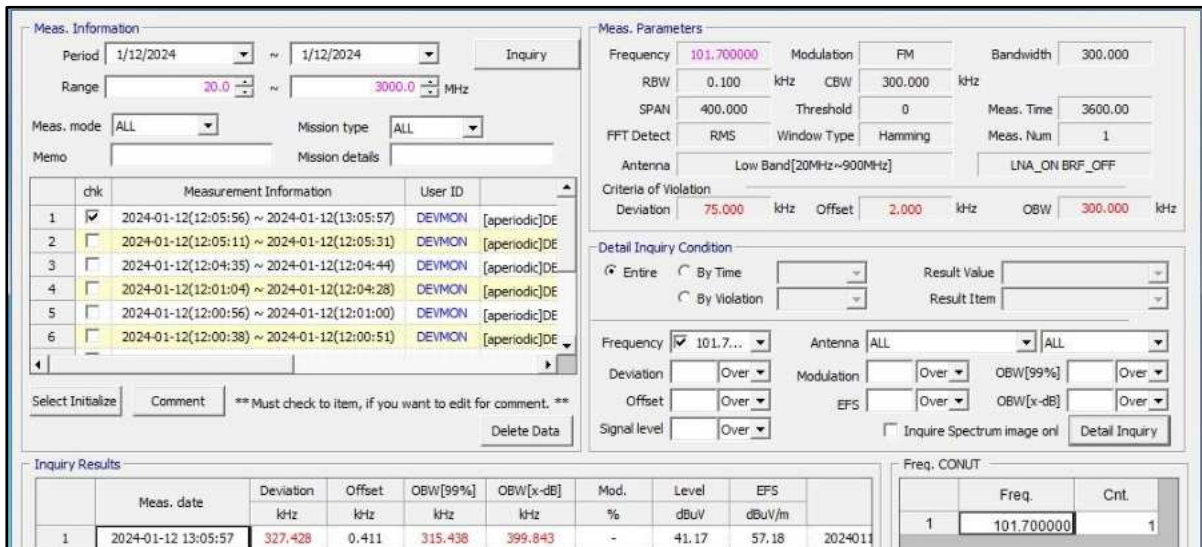 Meas. Information
Period 1/12/2024 ~ 1/12/2024 Inquiry
Range 20.0 ~ 3000.0 MHz
Meas. mode ALL Mission type ALL
Memo Mission details
chk Measurement Information User ID
1 2024-01-12(12:05:56) ~ 2024-01-12(13:05:57) DEVMON [aperiodic]DE
2 2024-01-12(12:05:11) ~ 2024-01-12(12:05:31) DEVMON [aperiodic]DE
3 2024-01-12(12:04:35) ~ 2024-01-12(12:04:44) DEVMON [aperiodic]DE
4 2024-01-12(12:01:04) ~ 2024-01-12(12:04:28) DEVMON [aperiodic]DE
5 2024-01-12(12:00:56) ~ 2024-01-12(12:01:00) DEVMON [aperiodic]DE
6 2024-01-12(12:00:38) ~ 2024-01-12(12:00:51) DEVMON [aperiodic]DE
Select Initialize Comment ** Must check to item, if you want to edit for comment. **
Delete Data
Meas. Parameters
Frequency 101.700000 Modulation FM Bandwidth 300.000
RBW 0.100 kHz CBW 300.000 kHz
SPAN 400.000 Threshold 0 Meas. Time 3600.00
FFT Detect RMS Window Type Hamming Meas. Num 1
Antenna Low Band[20MHz~900MHz] LNA_ON BRF_OFF
Criteria of Violation
Deviation 75.000 kHz Offset 2.000 kHz OBW 300.000 kHz
Detail Inquiry Condition
Entire By Time Result Value
By Violation Result Item
Frequency 101.7... Antenna ALL ALL
Deviation Over Modulation Over OBW[99%] Over
Offset Over EFS Over OBW[x-dB] Over
Signal level Over Inquire Spectrum image onl Detail Inquiry
Inquiry Results
Meas. date Deviation Offset OBW[99%] OBW[x-dB] Mod. Level EFS
kHz kHz kHz kHz % dBuV dBuV/m
1 2024-01-12 13:05:57 327.428 0.411 315.438 399.843 - 41.17 57.18 2024011
Freq. CONUT
Freq. Cnt.
1 101.700000 1